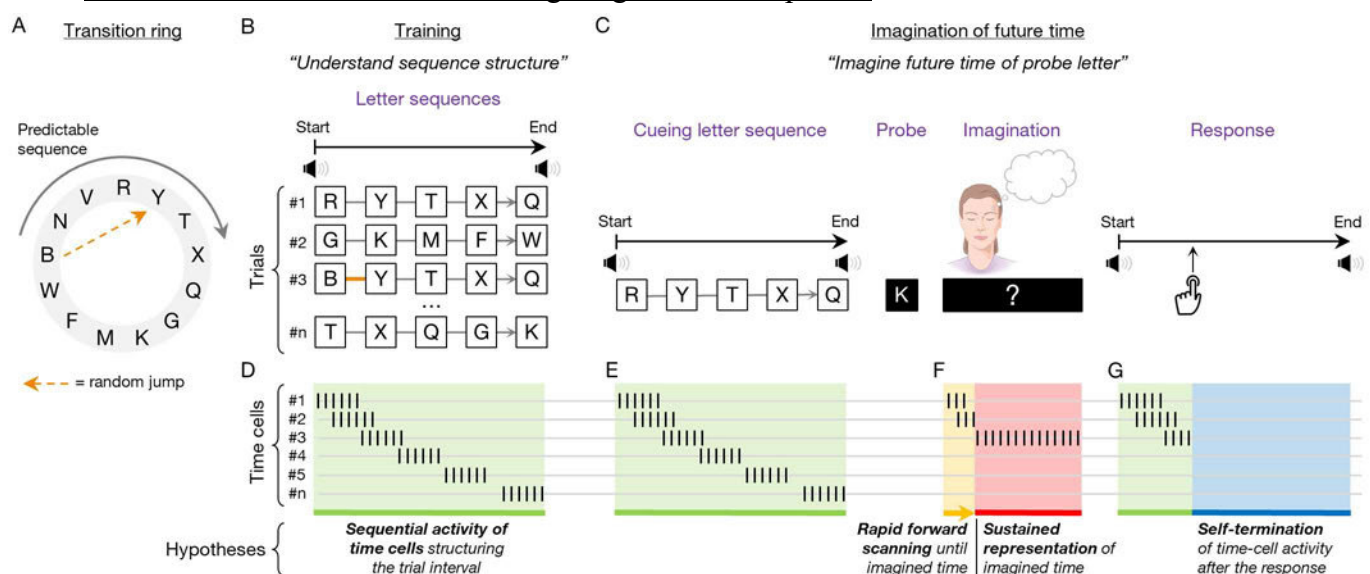 A Transition ring
Predictable
sequence
R
Y
T
X
Q
G
K
M
F
W
B
N
V
= random jump
B Training
"Understand sequence structure"
Letter sequences
Start End
Trials
#1 R Y T X Q
#2 G K M F W
#3 B Y T X Q
...
#n T X Q G K
C Imagination of future time
"Imagine future time of probe letter"
Cueing letter sequence Probe Imagination Response
Start End Start End
R Y T X Q K ?
D E F G
Time cells
#1
#2
#3
#4
#5
#n
Hypotheses
Sequential activity of
time cells structuring
the trial interval
Rapid forward
scanning until
imagined time
Sustained
representation of
imagined time
Self-termination
of time-cell activity
after the response